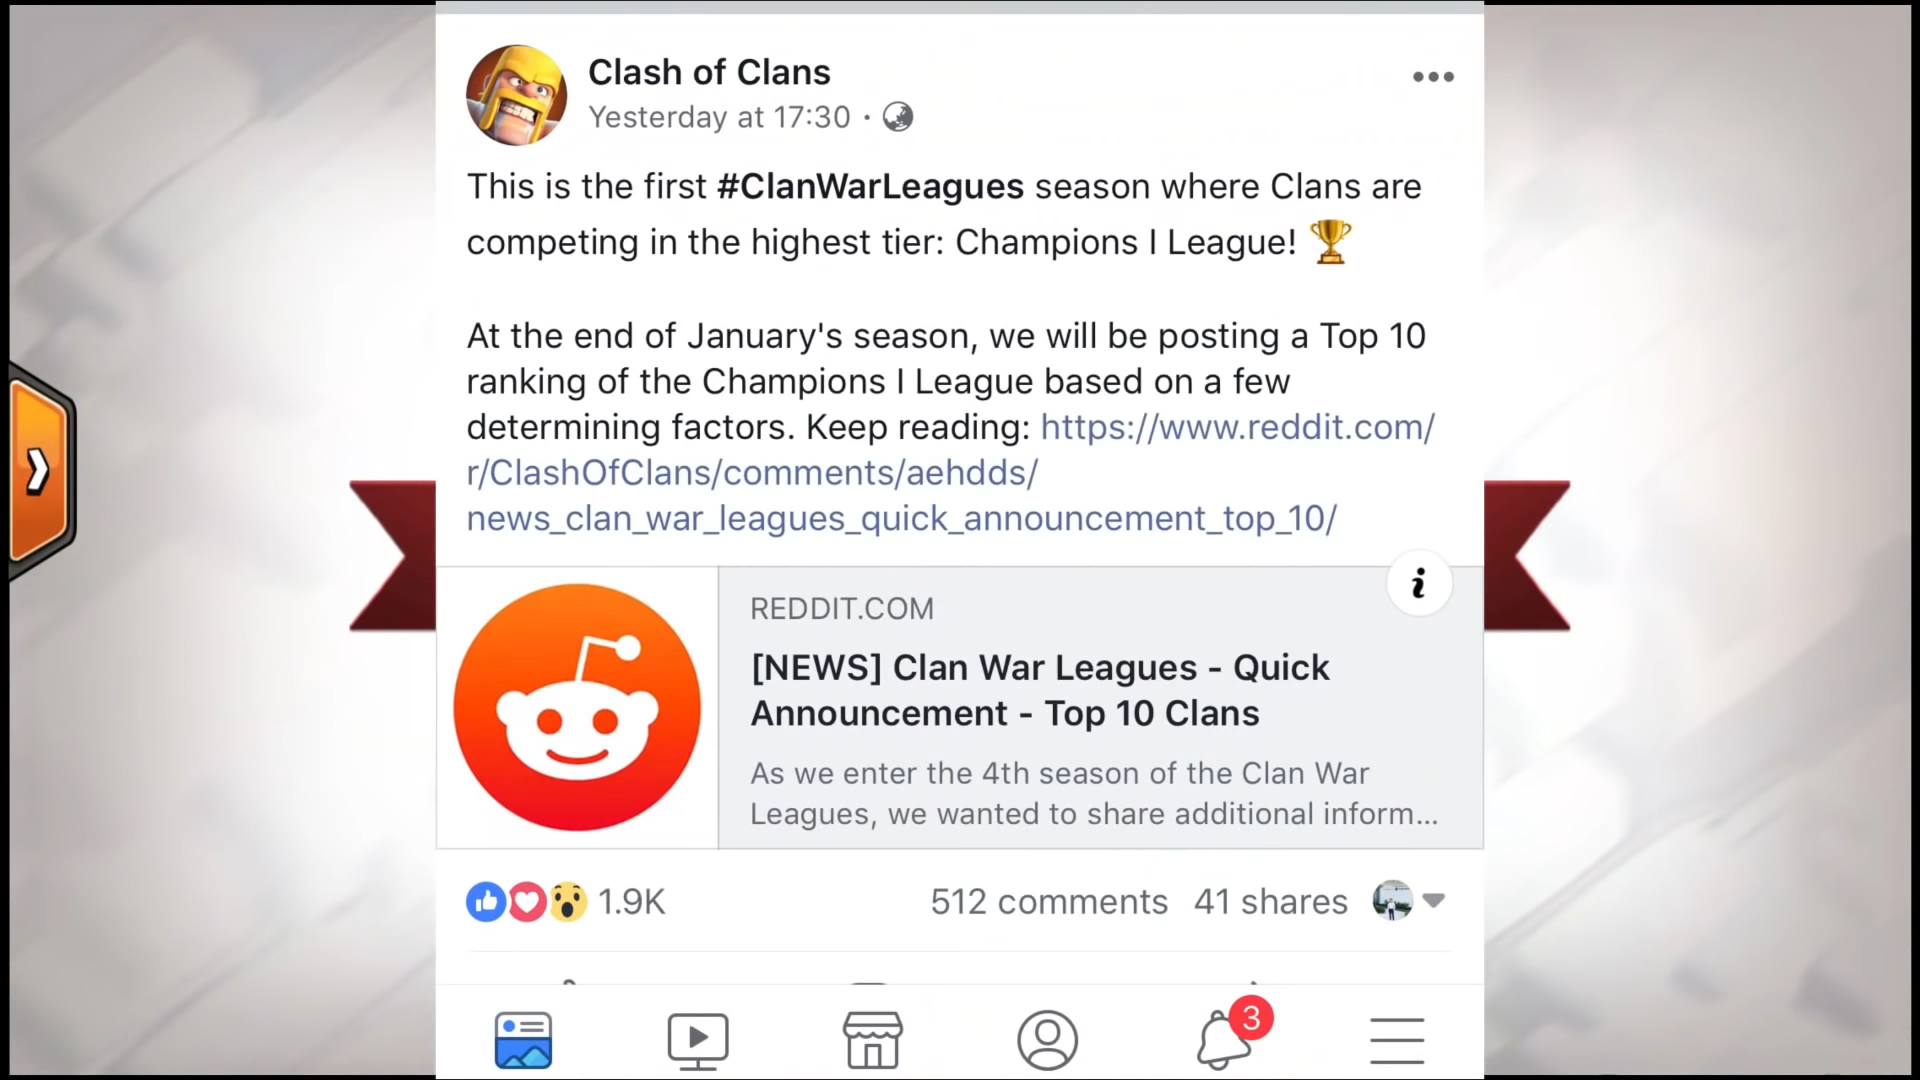 Clash of Clans
Yesterday at 17:30 ·
This is the first #ClanWarLeagues season where Clans are
competing in the highest tier: Champions I League! 🏆
At the end of January's season, we will be posting a Top 10
ranking of the Champions I League based on a few
determining factors. Keep reading: https://www.reddit.com/
r/ClashOfClans/comments/aehdds/
news_clan_war_leagues_quick_announcement_top_10/
i
REDDIT.COM
[NEWS] Clan War Leagues - Quick
Announcement - Top 10 Clans
As we enter the 4th season of the Clan War
Leagues, we wanted to share additional inform...
1.9K 512 comments 41 shares
3